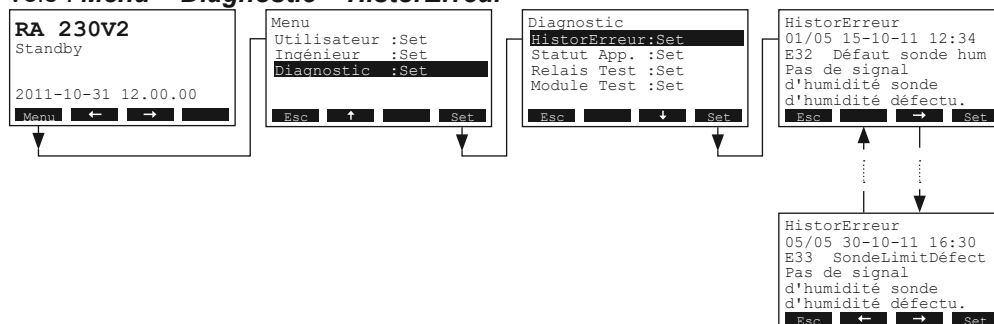 Menu – Diagnostic – HistorErreur
RA 230V2
Standby
2011-10-31 12.00.00
Menu ← →
Menu
Utilisateur :Set
Ingénieur :Set
Diagnostic :Set
Esc ↑ Set
Diagnostic
HistorErreur:Set
Statut App. :Set
Relais Test :Set
Module Test :Set
Esc ↓ Set
HistorErreur
01/05 15-10-11 12:34
E32 Défaut sonde hum
Pas de signal
d'humidité sonde
d'humidité défectu.
Esc → Set
HistorErreur
05/05 30-10-11 16:30
E33 SondeLimitDéfect
Pas de signal
d'humidité sonde
d'humidité défectu.
Esc ← → Set